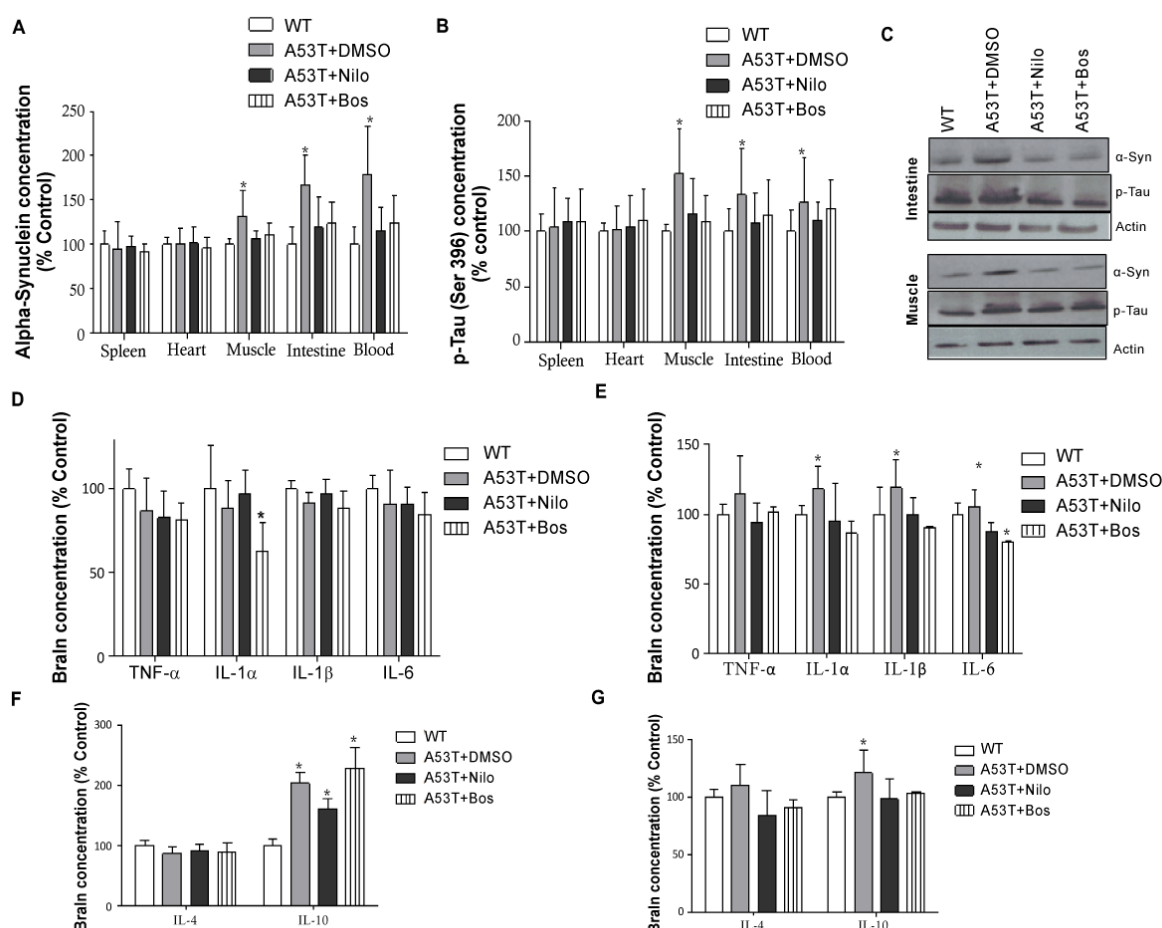 A
WT
A53T+DMSO
A53T+Nilo
A53T+Bos
Alpha-Synuclein concentration
(% Control)
250
200
150
100
50
0
Spleen Heart Muscle Intestine Blood
*
*
*
B
WT
A53T+DMSO
A53T+Nilo
A53T+Bos
p-Tau (Ser 396) concentration
(% control)
200
150
100
50
0
Spleen Heart Muscle Intestine Blood
*
*
*
C
WT
A53T+DMSO
A53T+Nilo
A53T+Bos
Intestine
α-Syn
p-Tau
Actin
Muscle
α-Syn
p-Tau
Actin
D
Brain concentration (% Control)
100
50
0
TNF-α IL-1α IL-1β IL-6
*
WT
A53T+DMSO
A53T+Nilo
A53T+Bos
E
Brain concentration (% Control)
150
100
50
0
TNF-α IL-1α IL-1β IL-6
*
*
*
*
WT
A53T+DMSO
A53T+Nilo
A53T+Bos
F
Brain concentration (% Control)
300
200
100
0
IL-4 IL-10
*
*
*
WT
A53T+DMSO
A53T+Nilo
A53T+Bos
G
Brain concentration (% Control)
150
100
50
0
IL-4 IL-10
*
WT
A53T+DMSO
A53T+Nilo
A53T+Bos